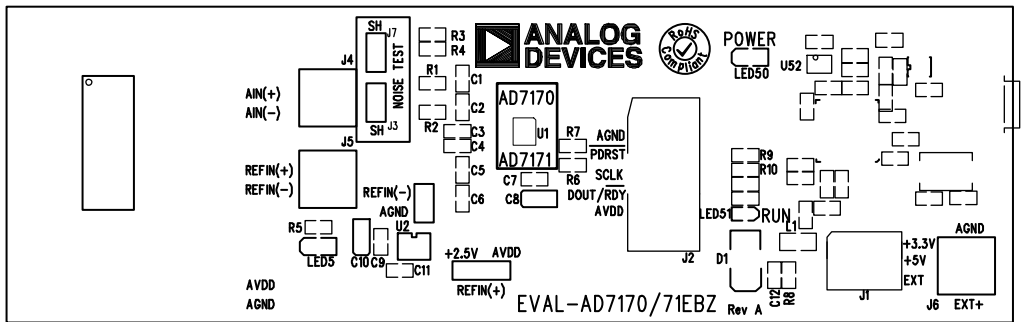 SH
J7
NOISE TEST
SH
J3
J4
AIN(+)
AIN(-)
J5
REFIN(+)
REFIN(-)
R3
R4
R1
R2
C1
C2
C3
C4
C5
C6
ANALOG
DEVICES
RoHS
Compliant
POWER
LED50
U52
AD7170
U1
AD7171
C7
C8
R7
R6
AGND
PDRST
SCLK
DOUT/RDY
AVDD
J2
R9
R10
LED51
RUN
REFIN(-)
AGND
U2
R5
LED5
C10
C9
C11
+2.5V AVDD
REFIN(+)
D1
L1
C12
R8
+3.3V
+5V
EXT
J1
AGND
J6
EXT+
AVDD
AGND
EVAL-AD7170/71EBZ
Rev A